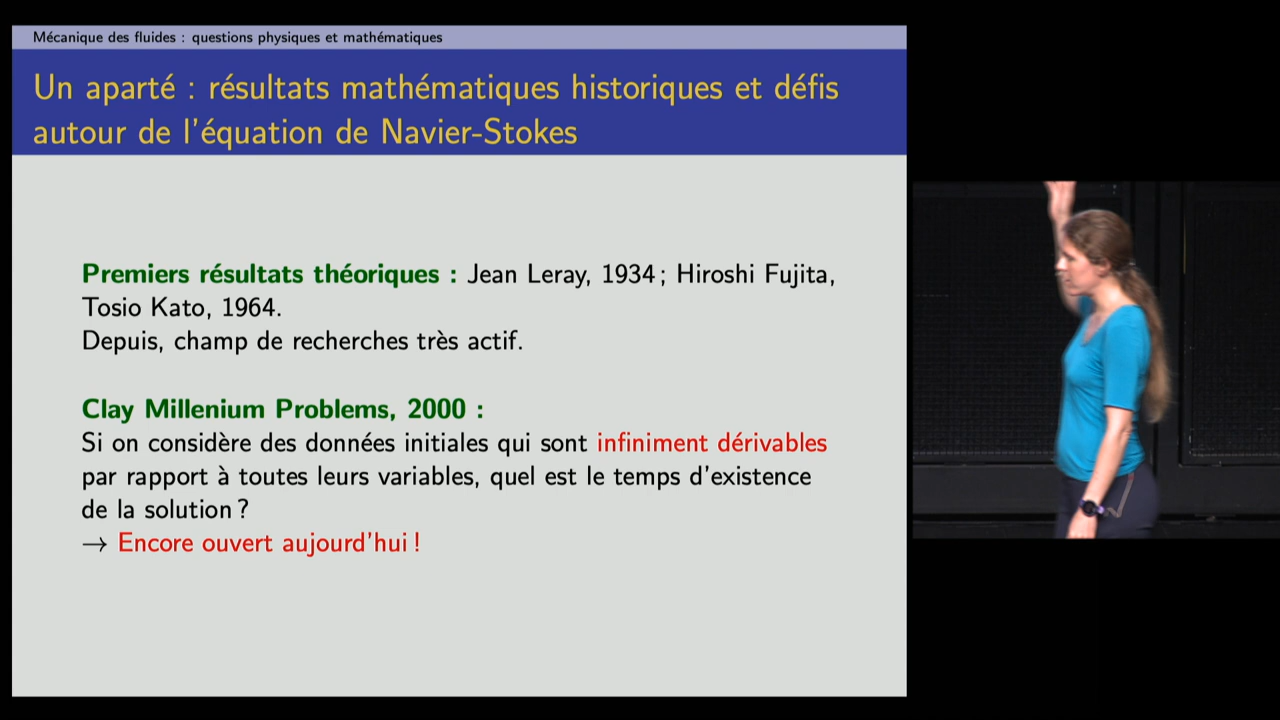 Mécanique des fluides : questions physiques et mathématiques
Un aparté : résultats mathématiques historiques et défis
autour de l'équation de Navier-Stokes
Premiers résultats théoriques : Jean Leray, 1934 ; Hiroshi Fujita,
Tosio Kato, 1964.
Depuis, champ de recherches très actif.
Clay Millenium Problems, 2000 :
Si on considère des données initiales qui sont infiniment dérivables
par rapport à toutes leurs variables, quel est le temps d'existence
de la solution ?
→ Encore ouvert aujourd'hui !